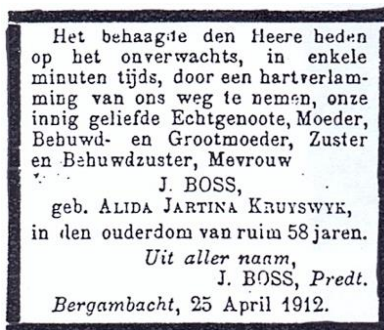 Het behaagde den Heere heden
op het onverwachts, in enkele
minuten tijds, door een hartverlam-
ming van ons weg te nemen, onze
innig geliefde Echtgenoote, Moeder,
Behuwd- en Grootmoeder, Zuster
en Behuwdzuster, Mevrouw
J. BOSS,
geb. ALIDA JARTINA KRUYSWYK,
in den ouderdom van ruim 58 jaren.
Uit aller naam,
J. BOSS, Predt.
Bergambacht, 25 April 1912.